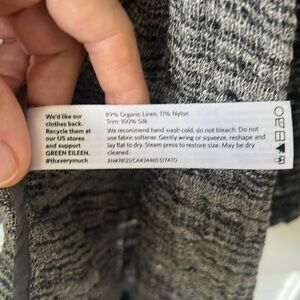 We'd like our
clothes back.
Recycle them at
our US stores
and support
GREEN EILEEN.
#thxverymuch
89% Organic Linen, 11% Nylon
Trim: 100% Silk
We recommend hand wash cold, do not bleach. Do not
use fabric softener. Gently wring or squeeze, reshape and
lay flat to dry. Steam press to restore size. May be dry
cleaned.